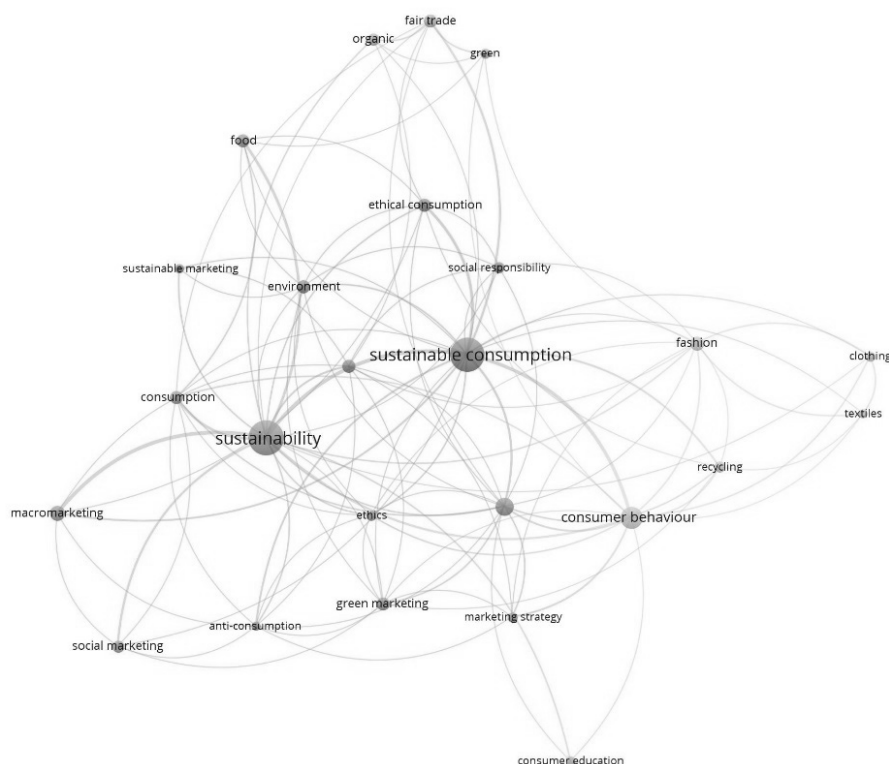 fair trade
organic
green
food
ethical consumption
sustainable marketing
social responsibility
environment
fashion
sustainable consumption
clothing
consumption
textiles
sustainability
recycling
macromarketing
ethics
consumer behaviour
green marketing
marketing strategy
anti-consumption
social marketing
consumer education